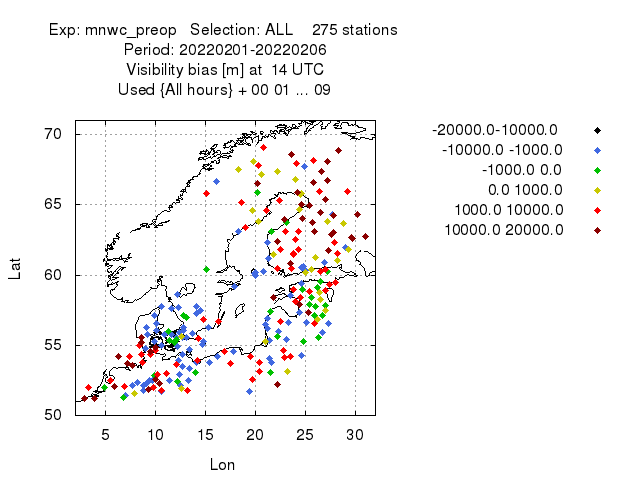 Exp: mnwc_preop Selection: ALL 275 stations
Period: 20220201-20220206
Visibility bias [m] at 14 UTC
Used {All hours} + 00 01 ... 09
-20000.0-10000.0
-10000.0 -1000.0
-1000.0 0.0
0.0 1000.0
1000.0 10000.0
10000.0 20000.0
70
65
60
55
50
Lat
5 10 15 20 25 30
Lon